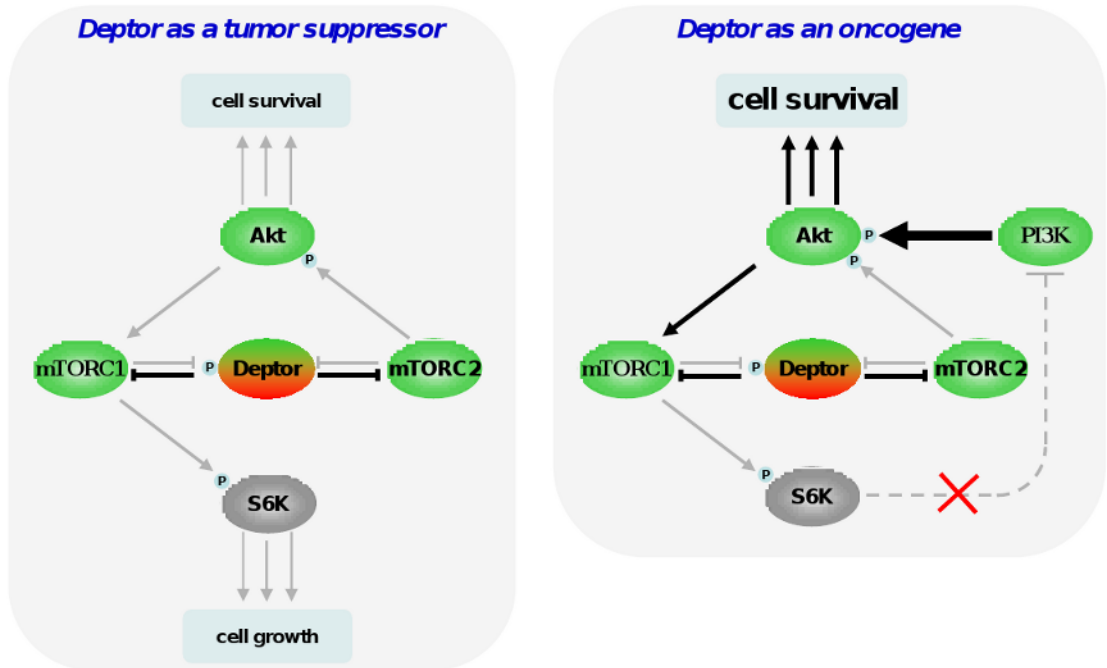 Deptor as a tumor suppressor
cell survival
Akt
P
mTORC1
P
Deptor
mTORC2
P
S6K
cell growth
Deptor as an oncogene
cell survival
Akt
P
PI3K
P
mTORC1
P
Deptor
mTORC2
P
S6K